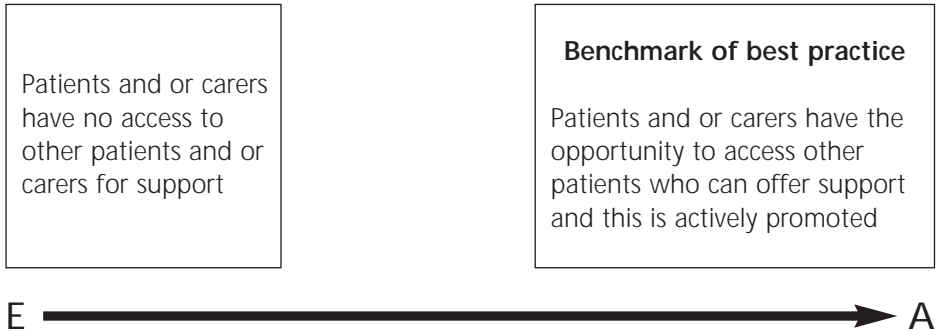 Patients and or carers
have no access to
other patients and or
carers for support
Benchmark of best practice
Patients and or carers have the
opportunity to access other
patients who can offer support
and this is actively promoted
E
A